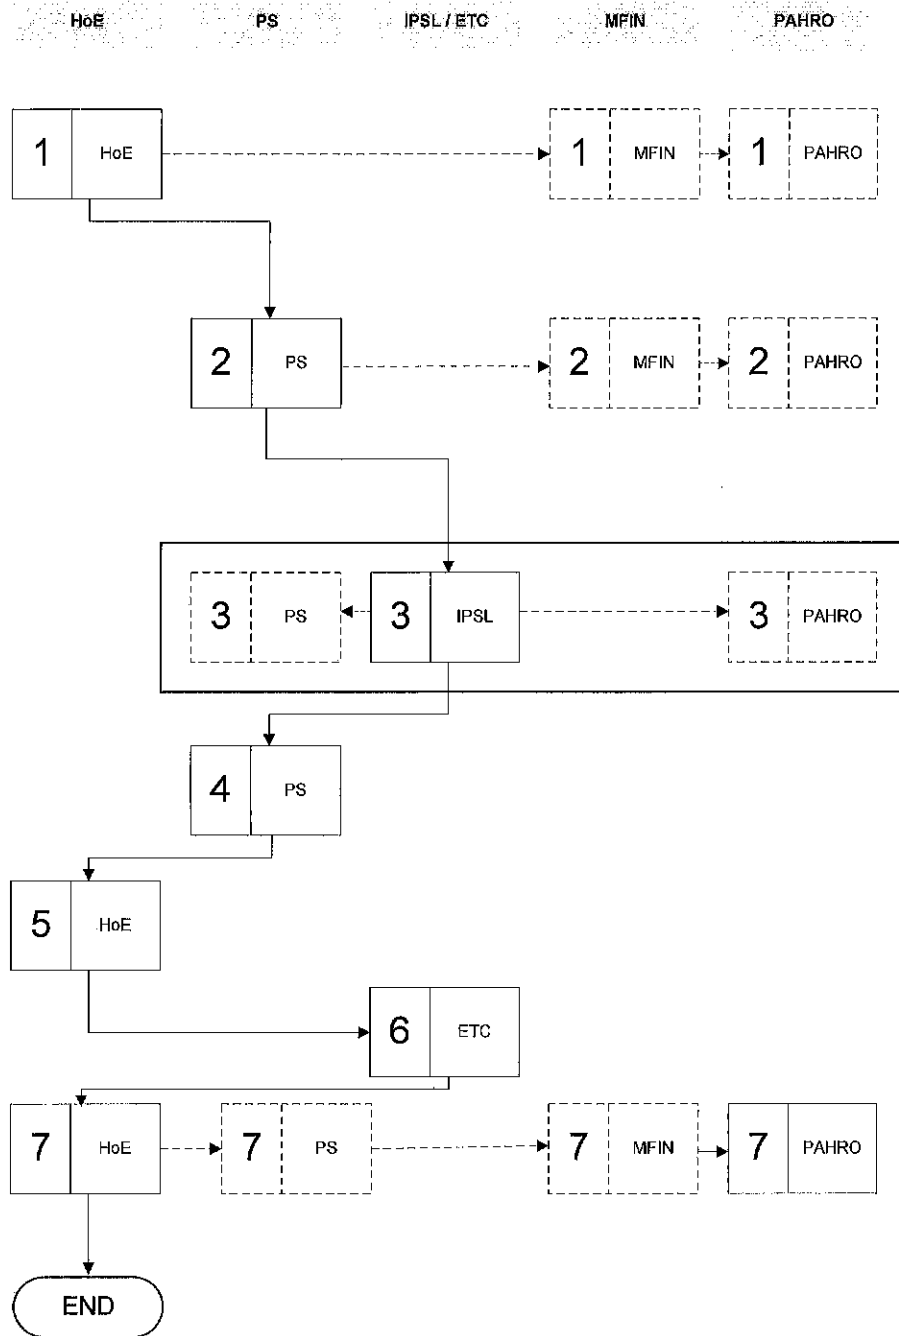 HoE PS IPSL / ETC MFIN PAHRO
1 HoE 1 MFIN 1 PAHRO
2 PS 2 MFIN 2 PAHRO
3 PS 3 IPSL 3 PAHRO
4 PS
5 HoE
6 ETC
7 HoE 7 PS 7 MFIN 7 PAHRO
END